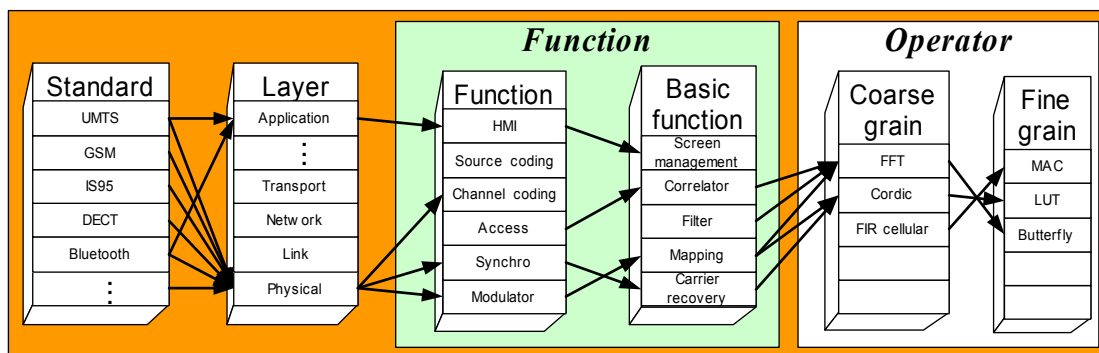 Function
Operator
Standard
UMTS
GSM
IS95
DECT
Bluetooth
⋮
Layer
Application
⋮
Transport
Network
Link
Physical
Function
HMI
Source coding
Channel coding
Access
Synchro
Modulator
Basic
function
Screen
management
Correlator
Filter
Mapping
Carrier
recovery
Coarse
grain
FFT
Cordic
FIR cellular
Fine
grain
MAC
LUT
Butterfly